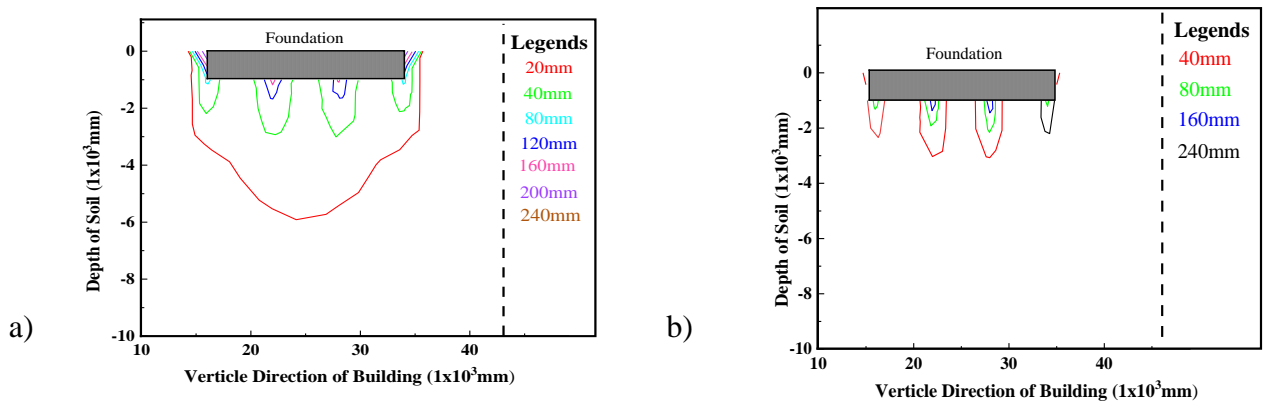 a)
Foundation
Legends
20mm
40mm
80mm
120mm
160mm
200mm
240mm
0
-2
-4
-6
-8
-10
Depth of Soil (1x10³mm)
10 20 30 40
Verticle Direction of Building (1x10³mm)
b)
Foundation
Legends
40mm
80mm
160mm
240mm
0
-2
-4
-6
-8
-10
Depth of Soil (1x10³mm)
10 20 30 40
Verticle Direction of Building (1x10³mm)